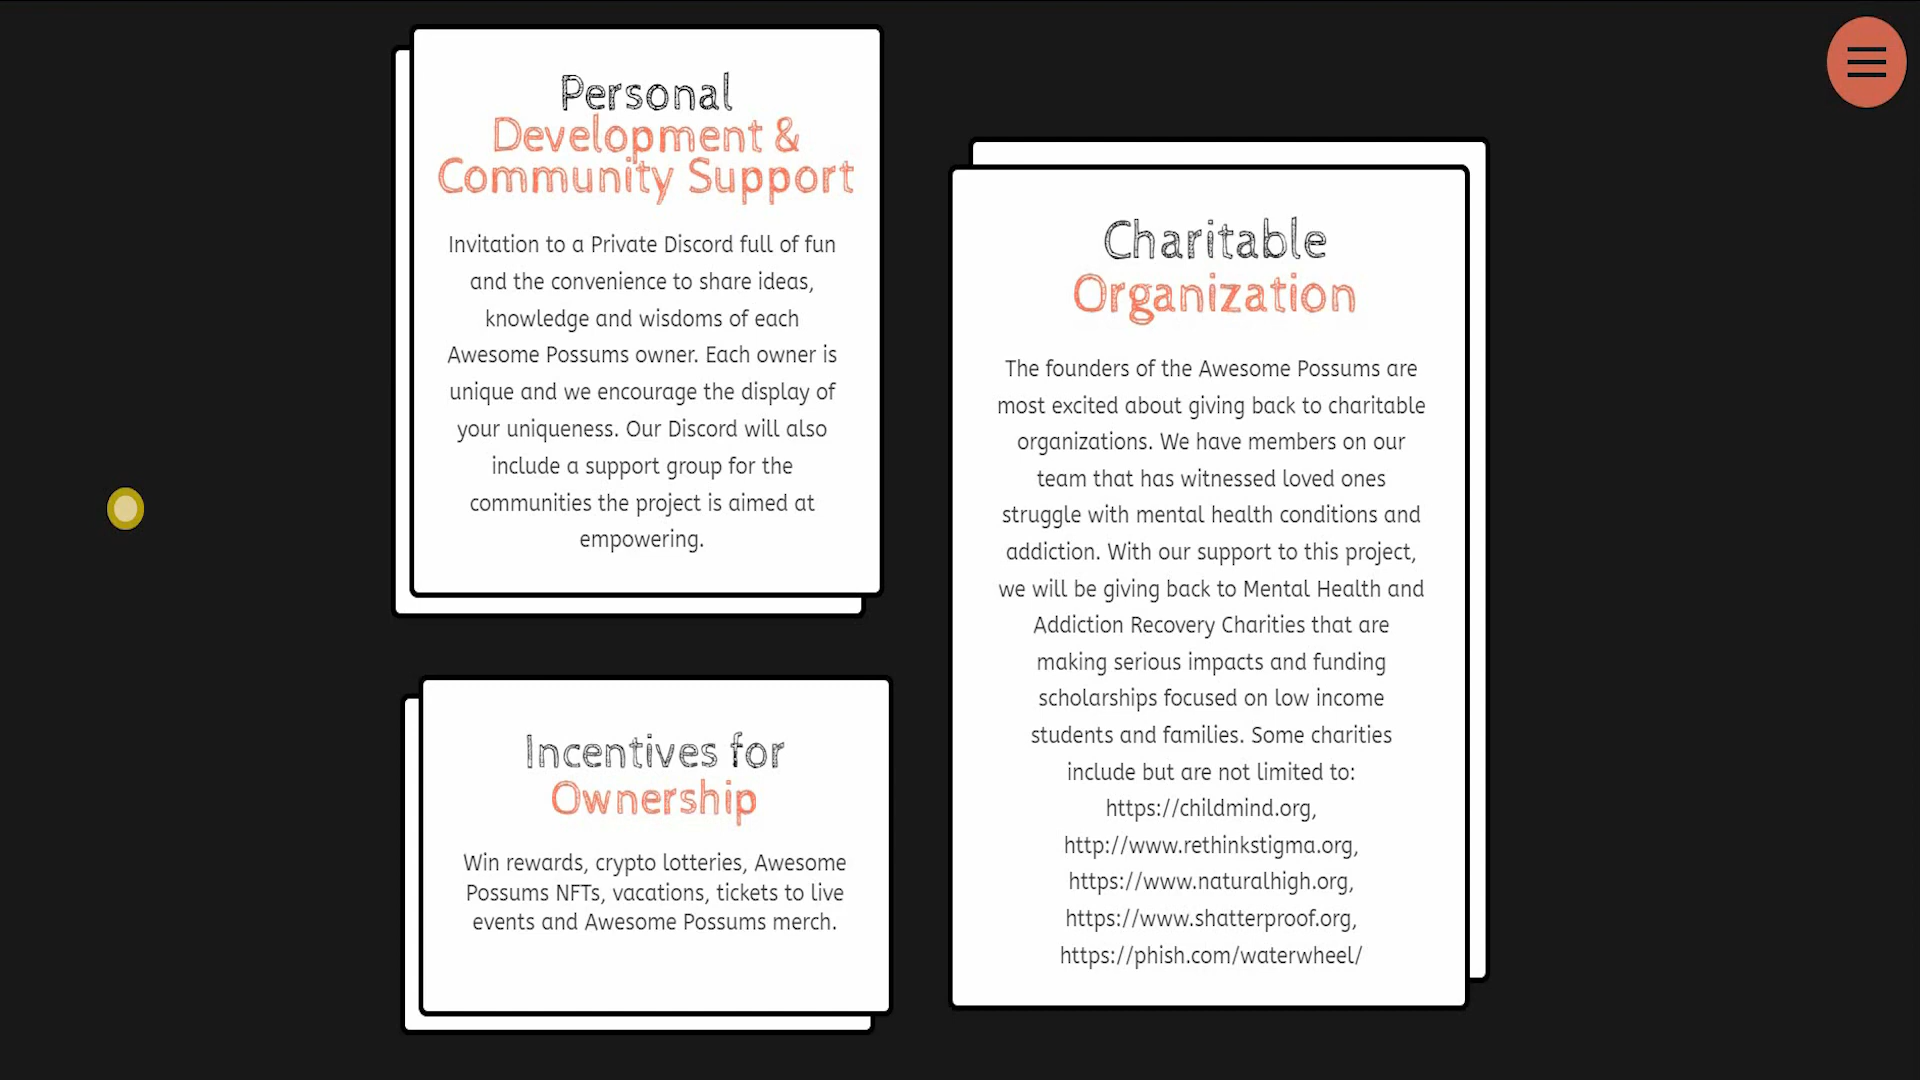 Personal
Development &
Community Support
Invitation to a Private Discord full of fun
and the convenience to share ideas,
knowledge and wisdoms of each
Awesome Possums owner. Each owner is
unique and we encourage the display of
your uniqueness. Our Discord will also
include a support group for the
communities the project is aimed at
empowering.
Incentives for
Ownership
Win rewards, crypto lotteries, Awesome
Possums NFTs, vacations, tickets to live
events and Awesome Possums merch.
Charitable
Organization
The founders of the Awesome Possums are
most excited about giving back to charitable
organizations. We have members on our
team that has witnessed loved ones
struggle with mental health conditions and
addiction. With our support to this project,
we will be giving back to Mental Health and
Addiction Recovery Charities that are
making serious impacts and funding
scholarships focused on low income
students and families. Some charities
include but are not limited to:
https://childmind.org,
http://www.rethinkstigma.org,
https://www.naturalhigh.org,
https://www.shatterproof.org,
https://phish.com/waterwheel/